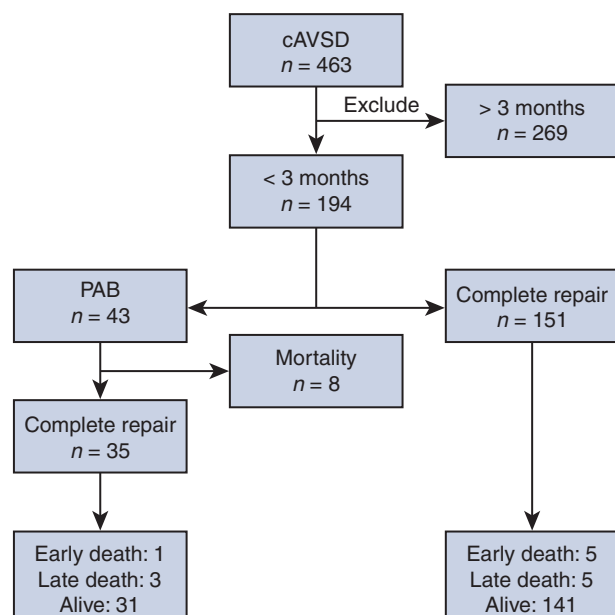 cAVSD
n = 463
Exclude
> 3 months
n = 269
< 3 months
n = 194
PAB
n = 43
Complete repair
n = 151
Mortality
n = 8
Complete repair
n = 35
Early death: 1
Late death: 3
Alive: 31
Early death: 5
Late death: 5
Alive: 141